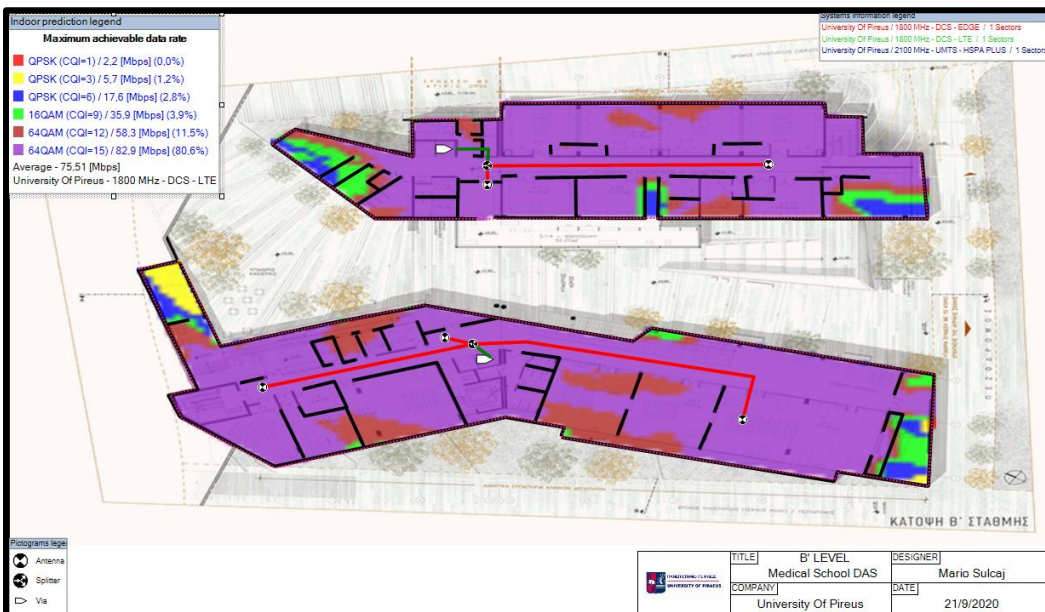 Indoor prediction legend
Maximum achievable data rate
QPSK (CQI=1) / 2,2 [Mbps] (0,0%)
QPSK (CQI=3) / 5,7 [Mbps] (1,2%)
QPSK (CQI=6) / 17,6 [Mbps] (2,8%)
16QAM (CQI=9) / 35,9 [Mbps] (3,9%)
64QAM (CQI=12) / 58,3 [Mbps] (11,5%)
64QAM (CQI=15) / 82,9 [Mbps] (80,6%)
Average - 75,51 [Mbps]
University Of Pireus - 1800 MHz - DCS - LTE
Systems information legend
University Of Pireus / 1800 MHz - DCS - EDGE / 1 Sectors
University Of Pireus / 1800 MHz - DCS - LTE / 1 Sectors
University Of Pireus / 2100 MHz - UMTS - HSPA PLUS / 1 Sectors
ΚΑΤΟΨΗ Β' ΣΤΑΘΜΗΣ
Pictograms lege
Antenna
Splitter
Via
ΠΑΝΕΠΙΣΤΗΜΙΟ ΠΕΙΡΑΙΩΣ
UNIVERSITY OF PIRAEUS
TITLE
B' LEVEL
Medical School DAS
DESIGNER
Mario Sulcaj
COMPANY
University Of Pireus
DATE
21/9/2020